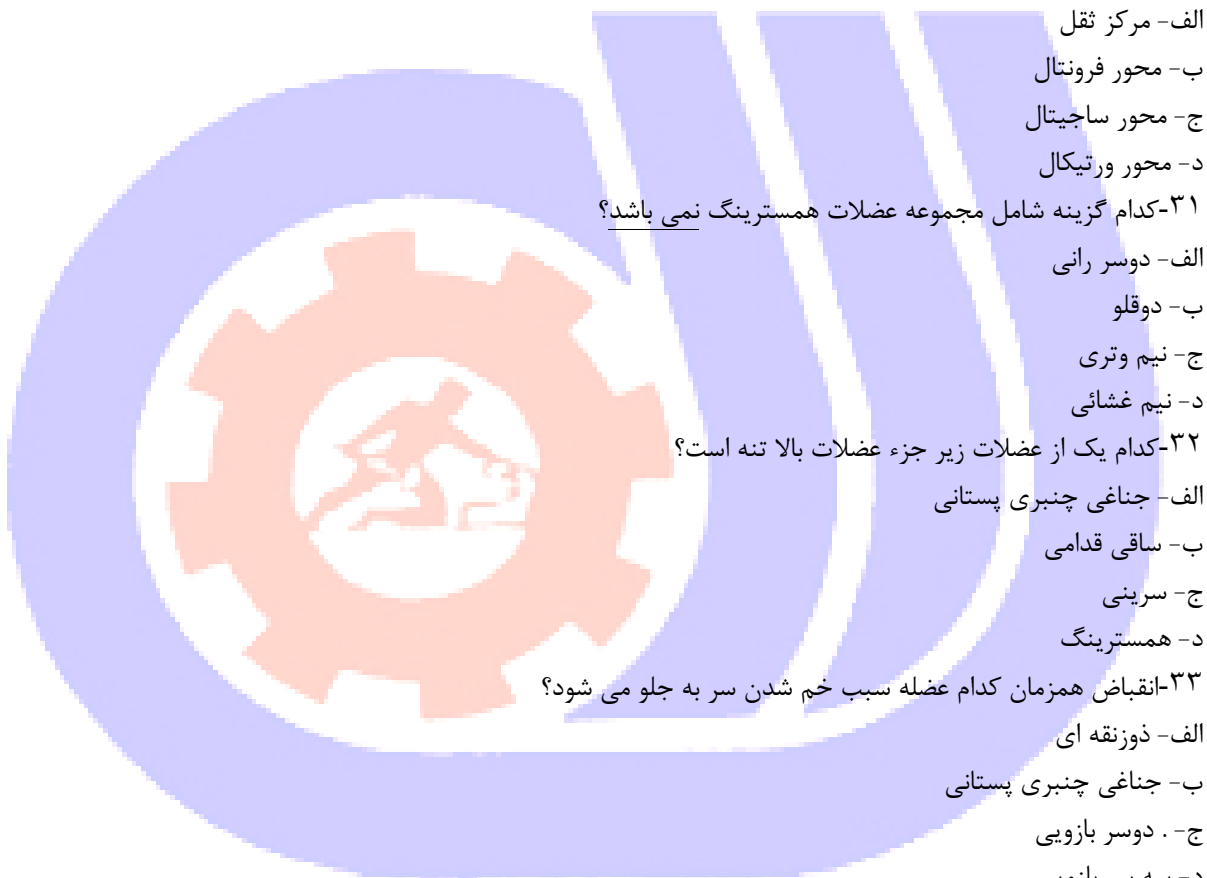 الف- مرکز ثقل
ب- محور فرونتال
ج- محور ساجیتال
د- محور ورتیکال
۳۱-کدام گزینه شامل مجموعه عضلات همسترینگ نمی باشد؟
الف- دوسر رانی
ب- دوقلو
ج- نیم وتری
د- نیم غشائی
۳۲-کدام یک از عضلات زیر جزء عضلات بالا تنه است؟
الف- جناغی چنبری پستانی
ب- ساقی قدامی
ج- سرینی
د- همسترینگ
۳۳-انقباض همزمان کدام عضله سبب خم شدن سر به جلو می شود؟
الف- ذوزنقه ای
ب- جناغی چنبری پستانی
ج- . دوسر بازویی